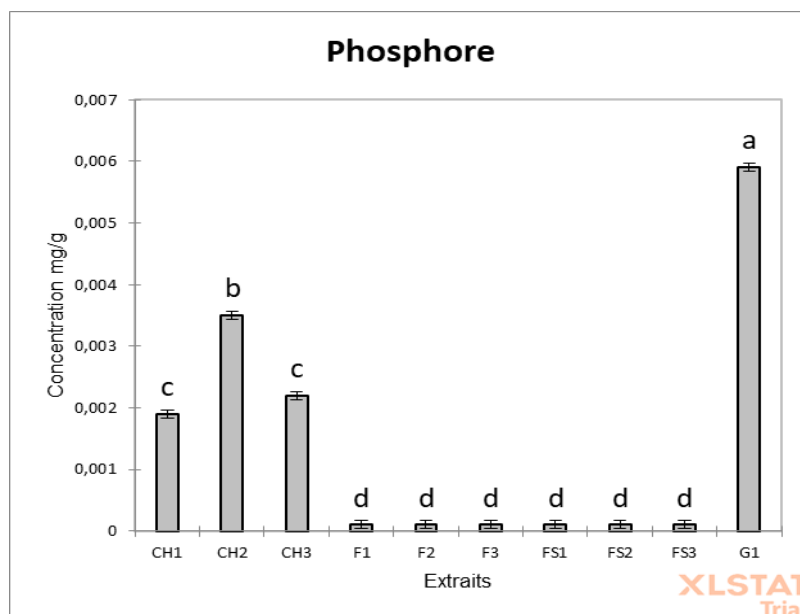 Phosphore
0,007
0,006
0,005
0,004
0,003
0,002
0,001
0
Concentration mg/g
c
b
c
d
d
d
d
d
d
a
CH1 CH2 CH3 F1 F2 F3 FS1 FS2 FS3 G1
Extraits
XLSTAT
Tria